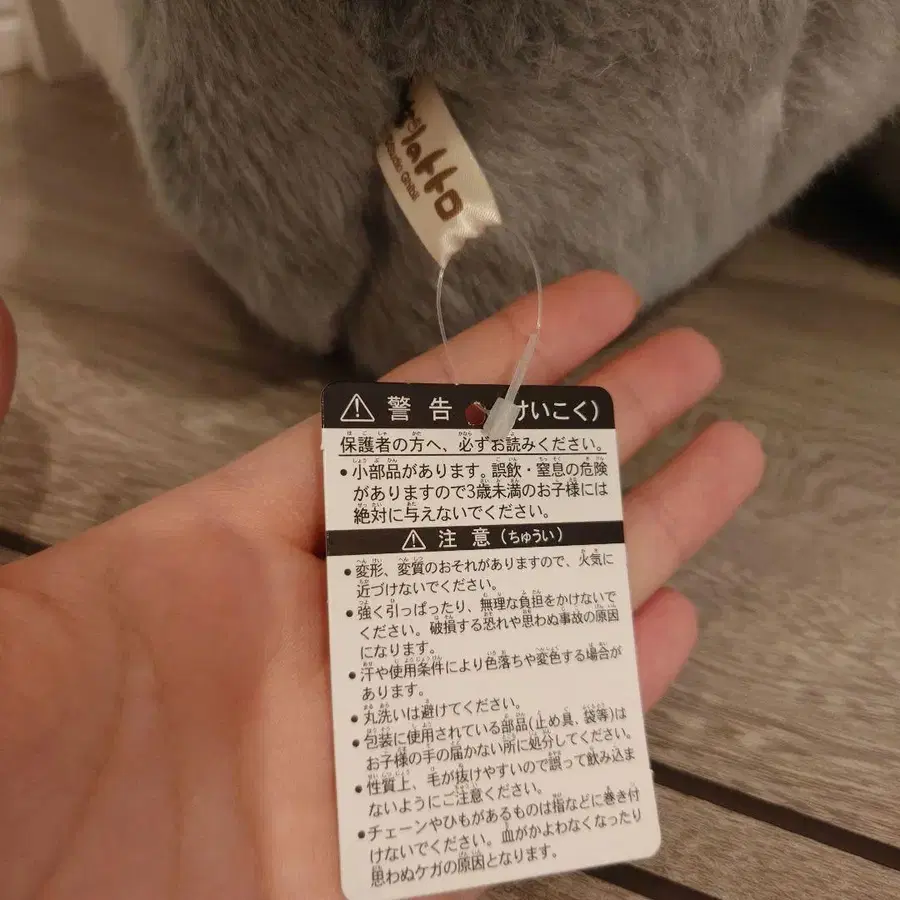 Ghibli
警告 けいこく)
保護者の方へ、必ずお読みください。
•小部品があります。誤飲・窒息の危険
がありますので3歳未満のお子様には
絶対に与えないでください。
注意(ちゅうい)
•変形、変質のおそれがありますので、火気に
近づけないでください。
•強く引っぱったり、無理な負担をかけないで
ください。破損する恐れや思わぬ事故の原因
になります。
•汗や使用条件により色落ちや変色する場合が
あります。
•丸洗いは避けてください。
•包装に使用されている部品(止め具、袋等)は
お子様の手の届かない所に処分してください。
•性質上、毛が抜けやすいので誤って飲み込ま
ないようにご注意ください。
•チェーンやひもがあるものは指などに巻き付
けないでください。血がかよわなくなったり
思わぬケガの原因となります。